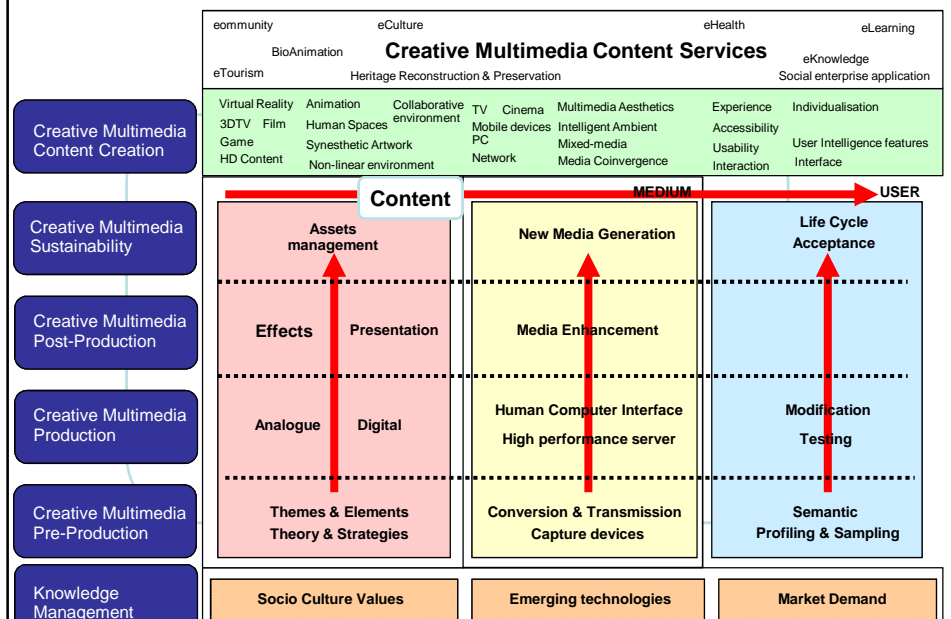 eommunity
eCulture
eHealth
eLearning
BioAnimation
Creative Multimedia Content Services
eKnowledge
eTourism
Heritage Reconstruction & Preservation
Social enterprise application
Creative Multimedia
Content Creation
Virtual Reality
3DTV Film
Game
HD Content
Animation
Human Spaces
Synesthetic Artwork
Non-linear environment
Collaborative
environment
TV Cinema
Mobile devices
PC
Network
Multimedia Aesthetics
Intelligent Ambient
Mixed-media
Media Coinvergence
Experience
Accessibility
Usability
Interaction
Individualisation
User Intelligence features
Interface
Content
MEDIUM
USER
Creative Multimedia
Sustainability
Assets
management
New Media Generation
Life Cycle
Acceptance
Creative Multimedia
Post-Production
Effects
Presentation
Media Enhancement
Creative Multimedia
Production
Analogue
Digital
Human Computer Interface
High performance server
Modification
Testing
Creative Multimedia
Pre-Production
Themes & Elements
Theory & Strategies
Conversion & Transmission
Capture devices
Semantic
Profiling & Sampling
Knowledge
Management
Socio Culture Values
Emerging technologies
Market Demand